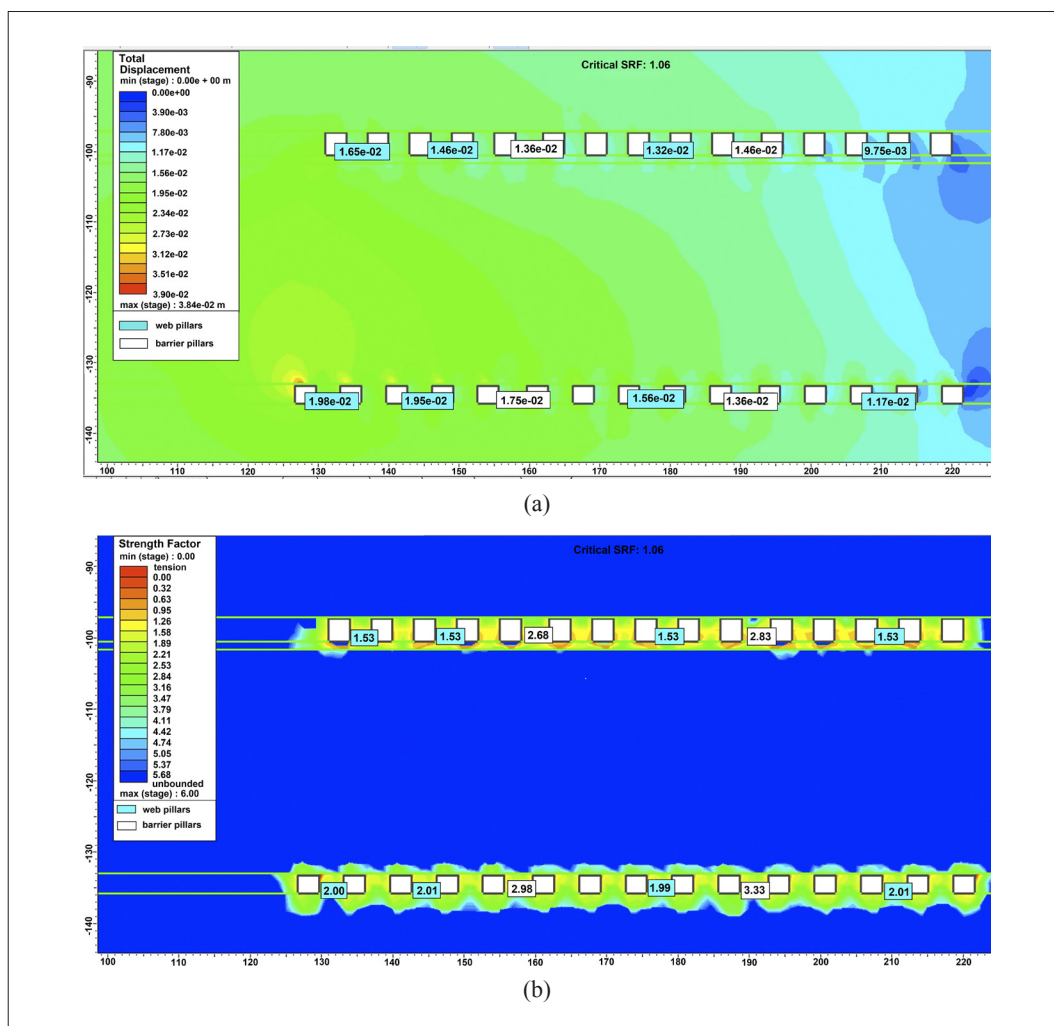 Total
Displacement
min (stage) : 0.00e + 00 m
0.00e+00
3.90e-03
7.80e-03
1.17e-02
1.56e-02
1.95e-02
2.34e-02
2.73e-02
3.12e-02
3.51e-02
3.90e-02
max (stage) : 3.84e-02 m
web pillars
barrier pillars
Critical SRF: 1.06
1.65e-02 1.46e-02 1.36e-02 1.32e-02 1.46e-02 9.75e-03
1.98e-02 1.95e-02 1.75e-02 1.56e-02 1.36e-02 1.17e-02
-90
-100
-110
-120
-130
-140
100 110 120 130 140 150 160 170 180 190 200 210 220
(a)
Strength Factor
min (stage) : 0.00
tension
0.00
0.32
0.63
0.95
1.26
1.58
1.89
2.21
2.53
2.84
3.16
3.47
3.79
4.11
4.42
4.74
5.05
5.37
5.68
unbounded
max (stage) : 6.00
web pillars
barrier pillars
Critical SRF: 1.06
1.53 1.53 2.68 1.53 2.83 1.53
2.00 2.01 2.98 1.99 3.33 2.01
-90
-100
-110
-120
-130
-140
100 110 120 130 140 150 160 170 180 190 200 210 220
(b)